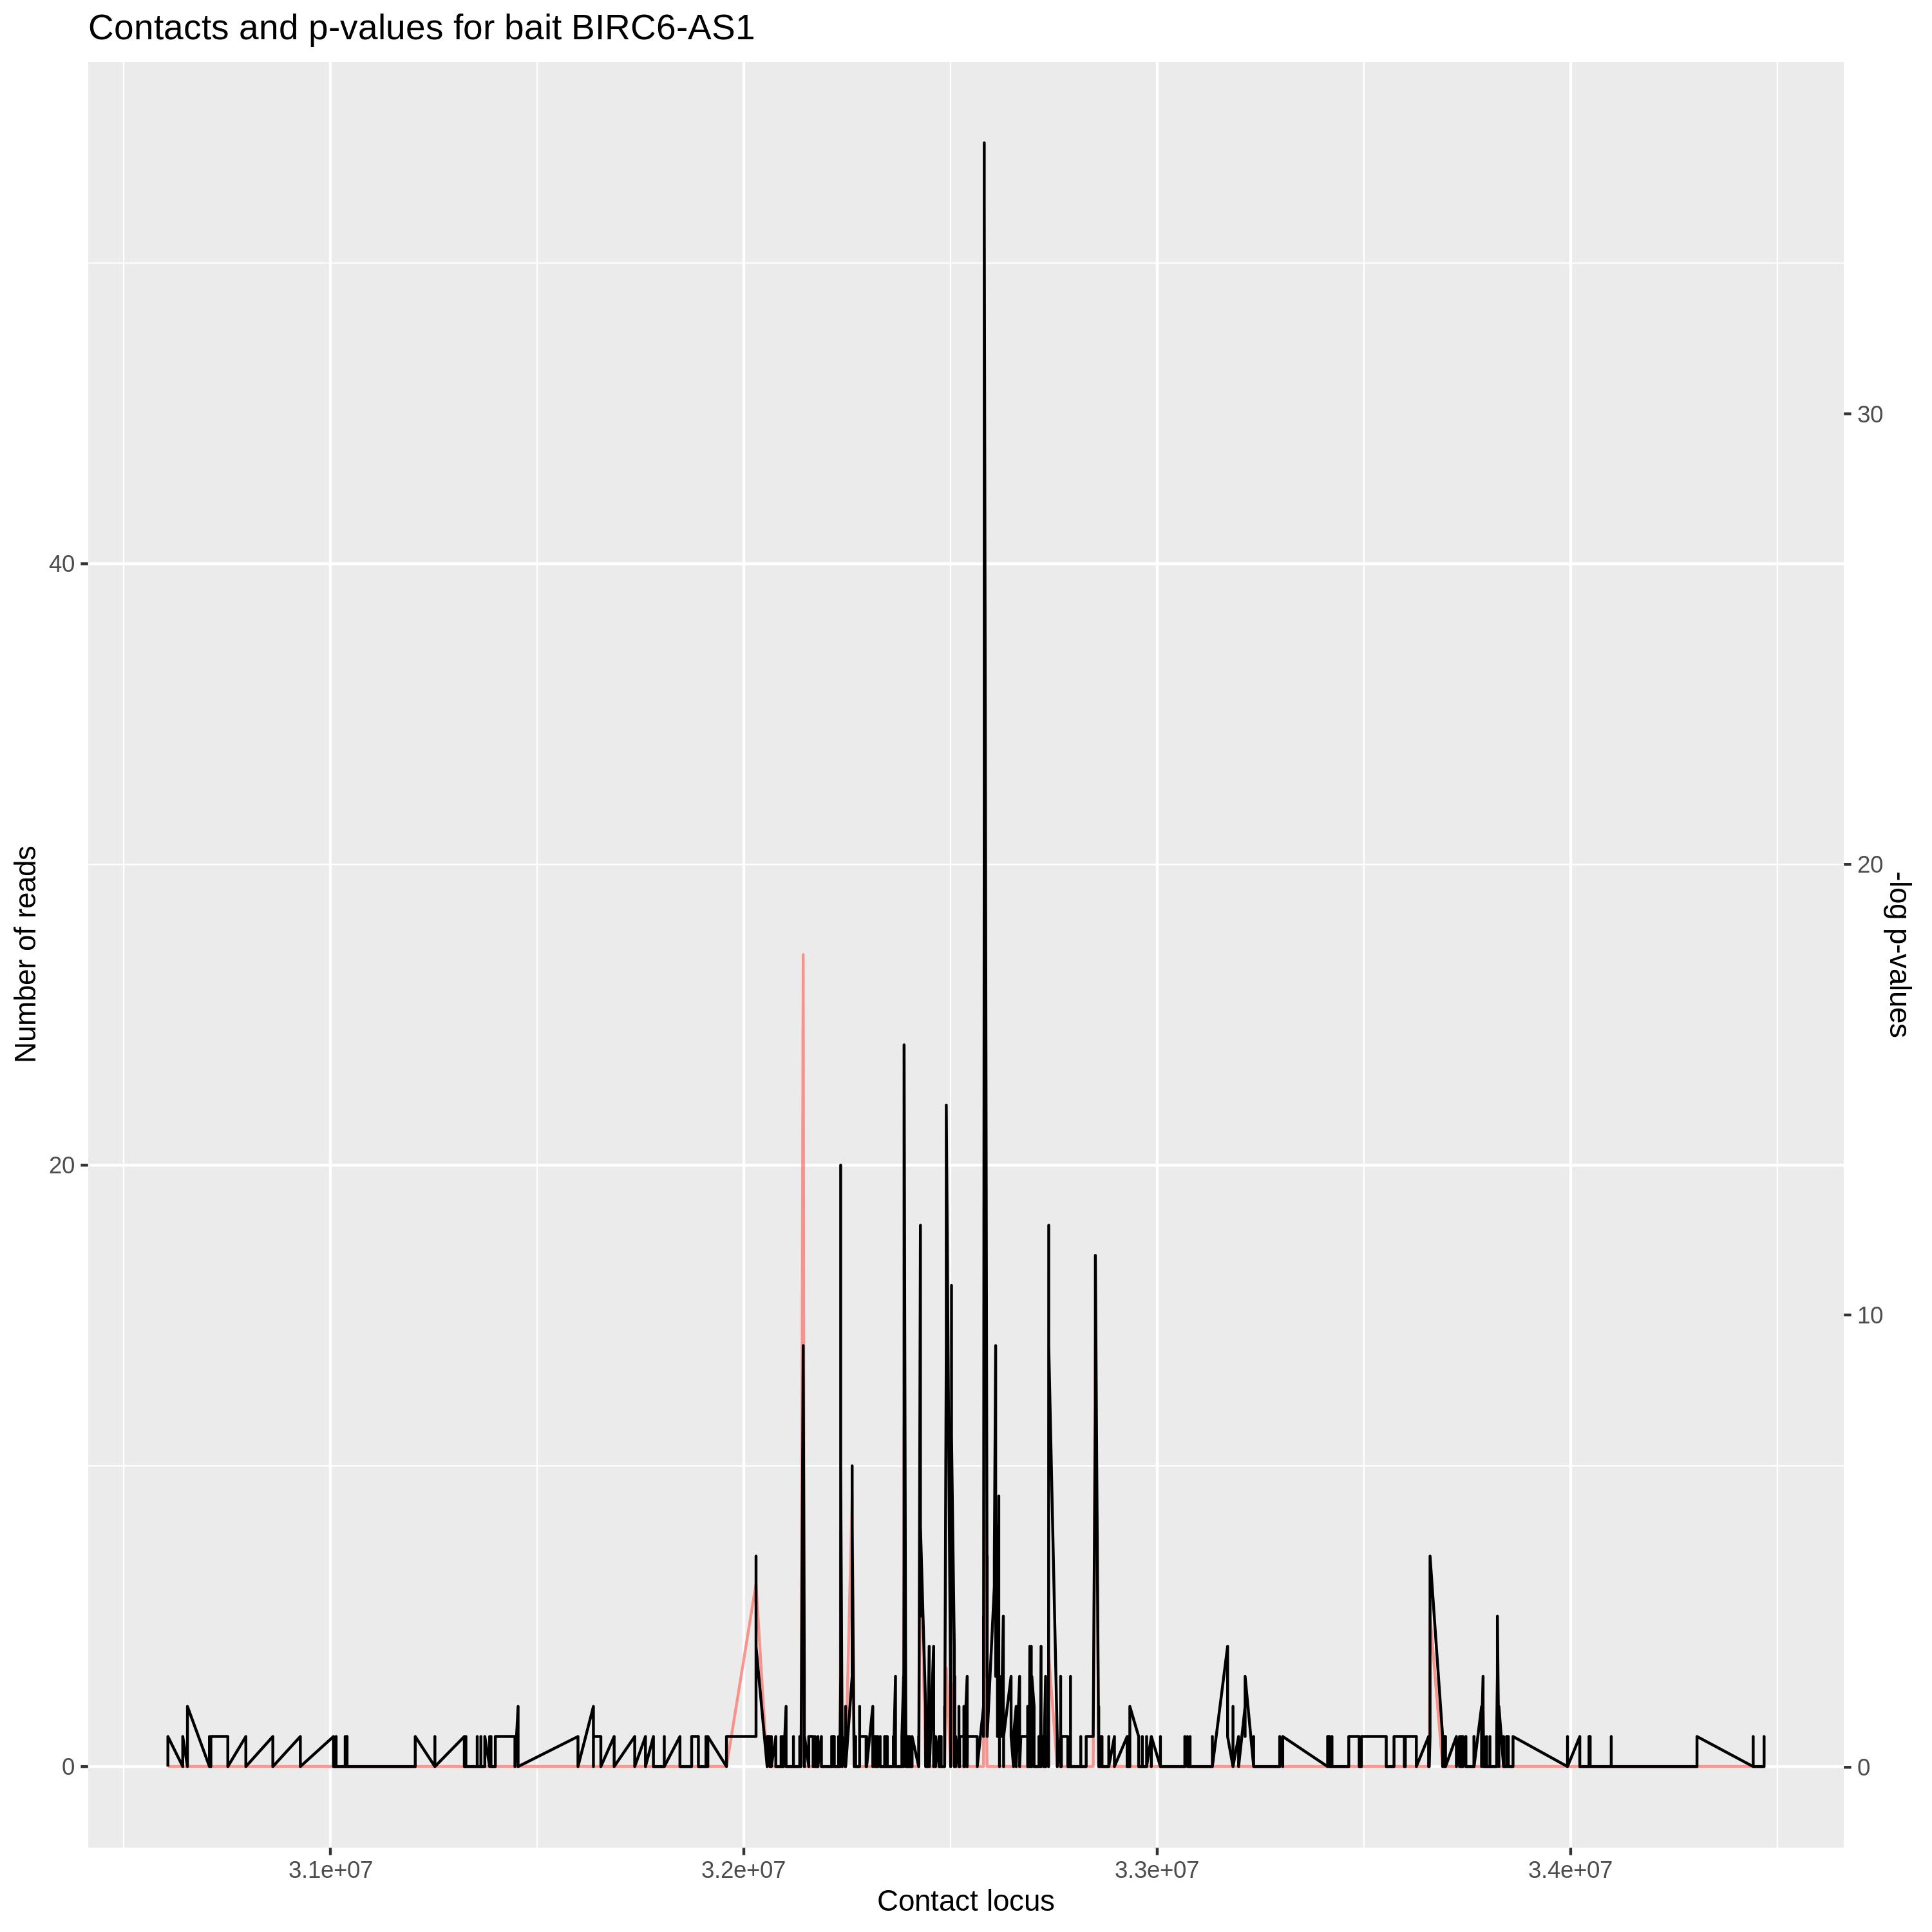 Contacts and p-values for bait BIRC6-AS1
Number of reads
40
20
0
30
20
10
0
-log p-values
3.1e+07
3.2e+07
3.3e+07
3.4e+07
Contact locus